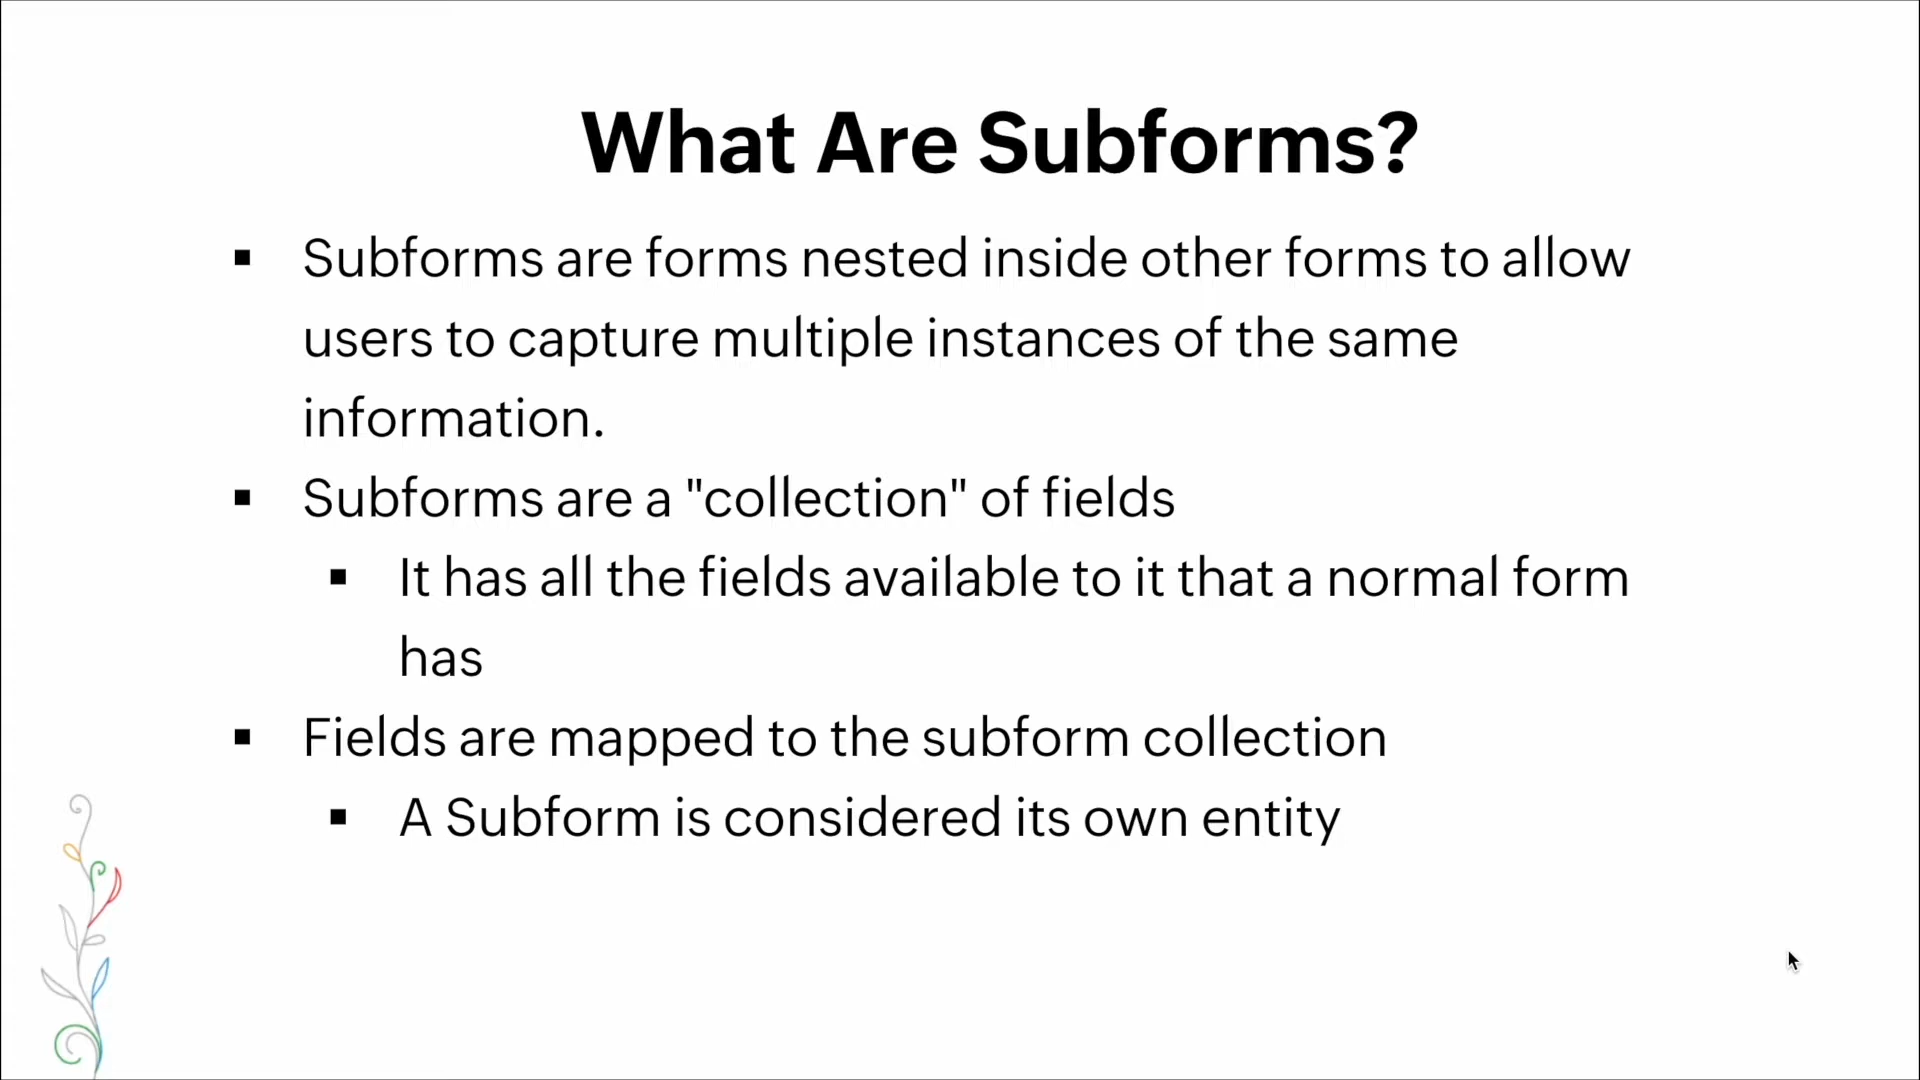 What Are Subforms?
▪ Subforms are forms nested inside other forms to allow
users to capture multiple instances of the same
information.
▪ Subforms are a "collection" of fields
▪ It has all the fields available to it that a normal form
has
▪ Fields are mapped to the subform collection
▪ A Subform is considered its own entity